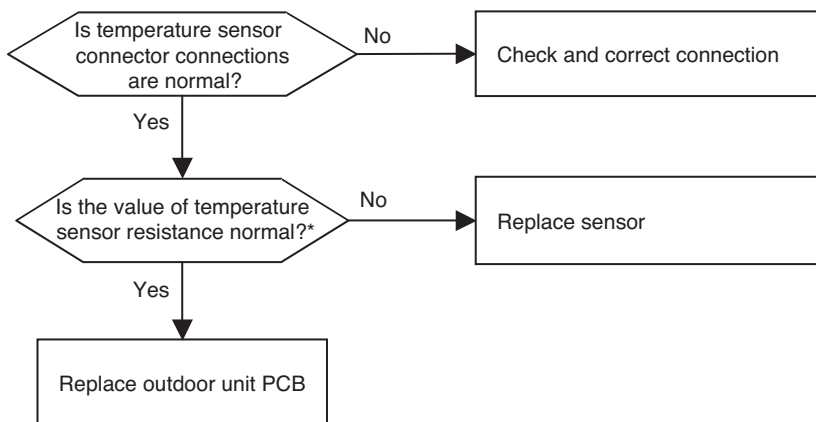 Is temperature sensor
connector connections
are normal?
No
Check and correct connection
Yes
Is the value of temperature
sensor resistance normal?*
No
Replace sensor
Yes
Replace outdoor unit PCB